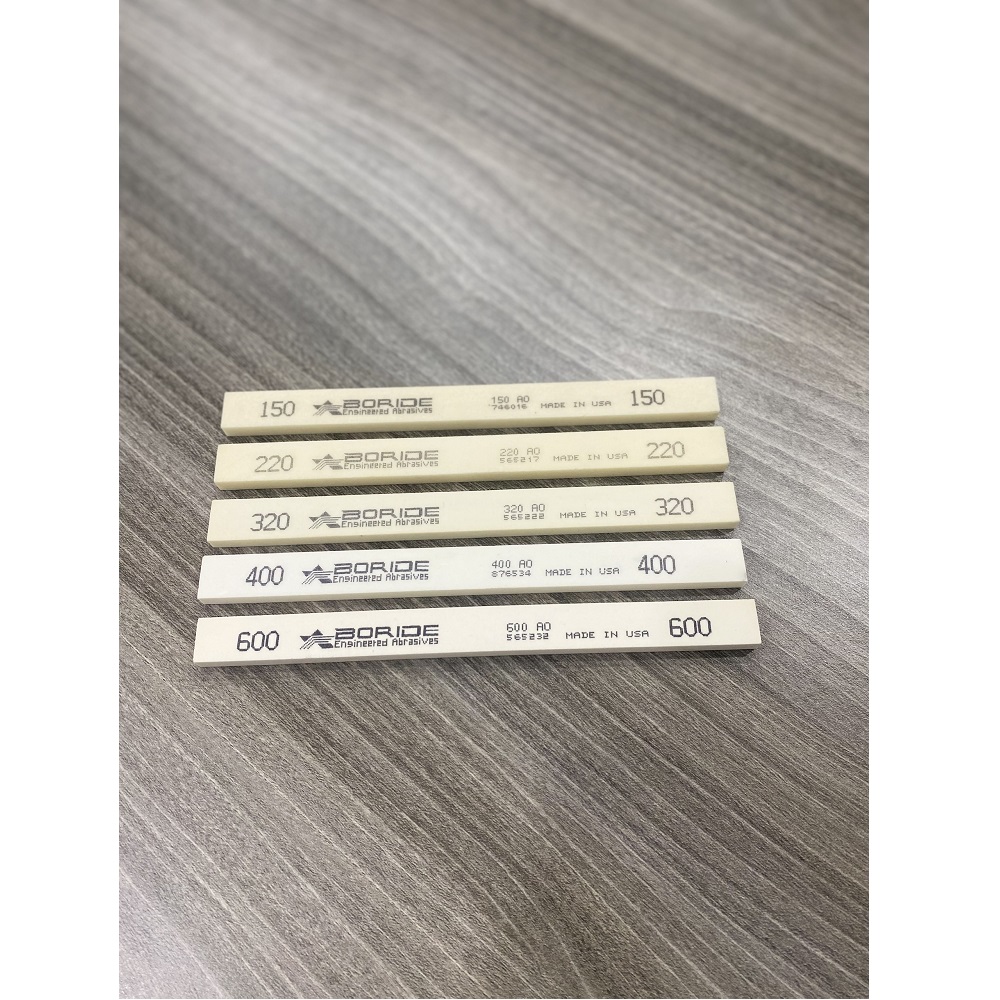 150 BORIDE Engineered Abrasives 150 AO 746016 MADE IN USA 150
220 BORIDE Engineered Abrasives 220 AO 565217 MADE IN USA 220
320 BORIDE Engineered Abrasives 320 AO 565222 MADE IN USA 320
400 BORIDE Engineered Abrasives 400 AO 876534 MADE IN USA 400
600 BORIDE Engineered Abrasives 600 AO 565232 MADE IN USA 600